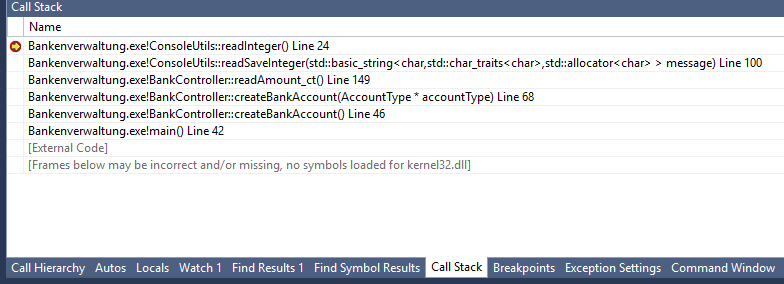 Call Stack
Name
Bankenverwaltung.exe!ConsoleUtils::readInteger() Line 24
Bankenverwaltung.exe!ConsoleUtils::readSaveInteger(std::basic_string<char,std::char_traits<char>,std::allocator<char> > message) Line 100
Bankenverwaltung.exe!BankController::readAmount_ct() Line 149
Bankenverwaltung.exe!BankController::createBankAccount(AccountType * accountType) Line 68
Bankenverwaltung.exe!BankController::createBankAccount() Line 46
Bankenverwaltung.exe!main() Line 42
[External Code]
[Frames below may be incorrect and/or missing, no symbols loaded for kernel32.dll]
Call Hierarchy Autos Locals Watch 1 Find Results 1 Find Symbol Results Call Stack Breakpoints Exception Settings Command Window